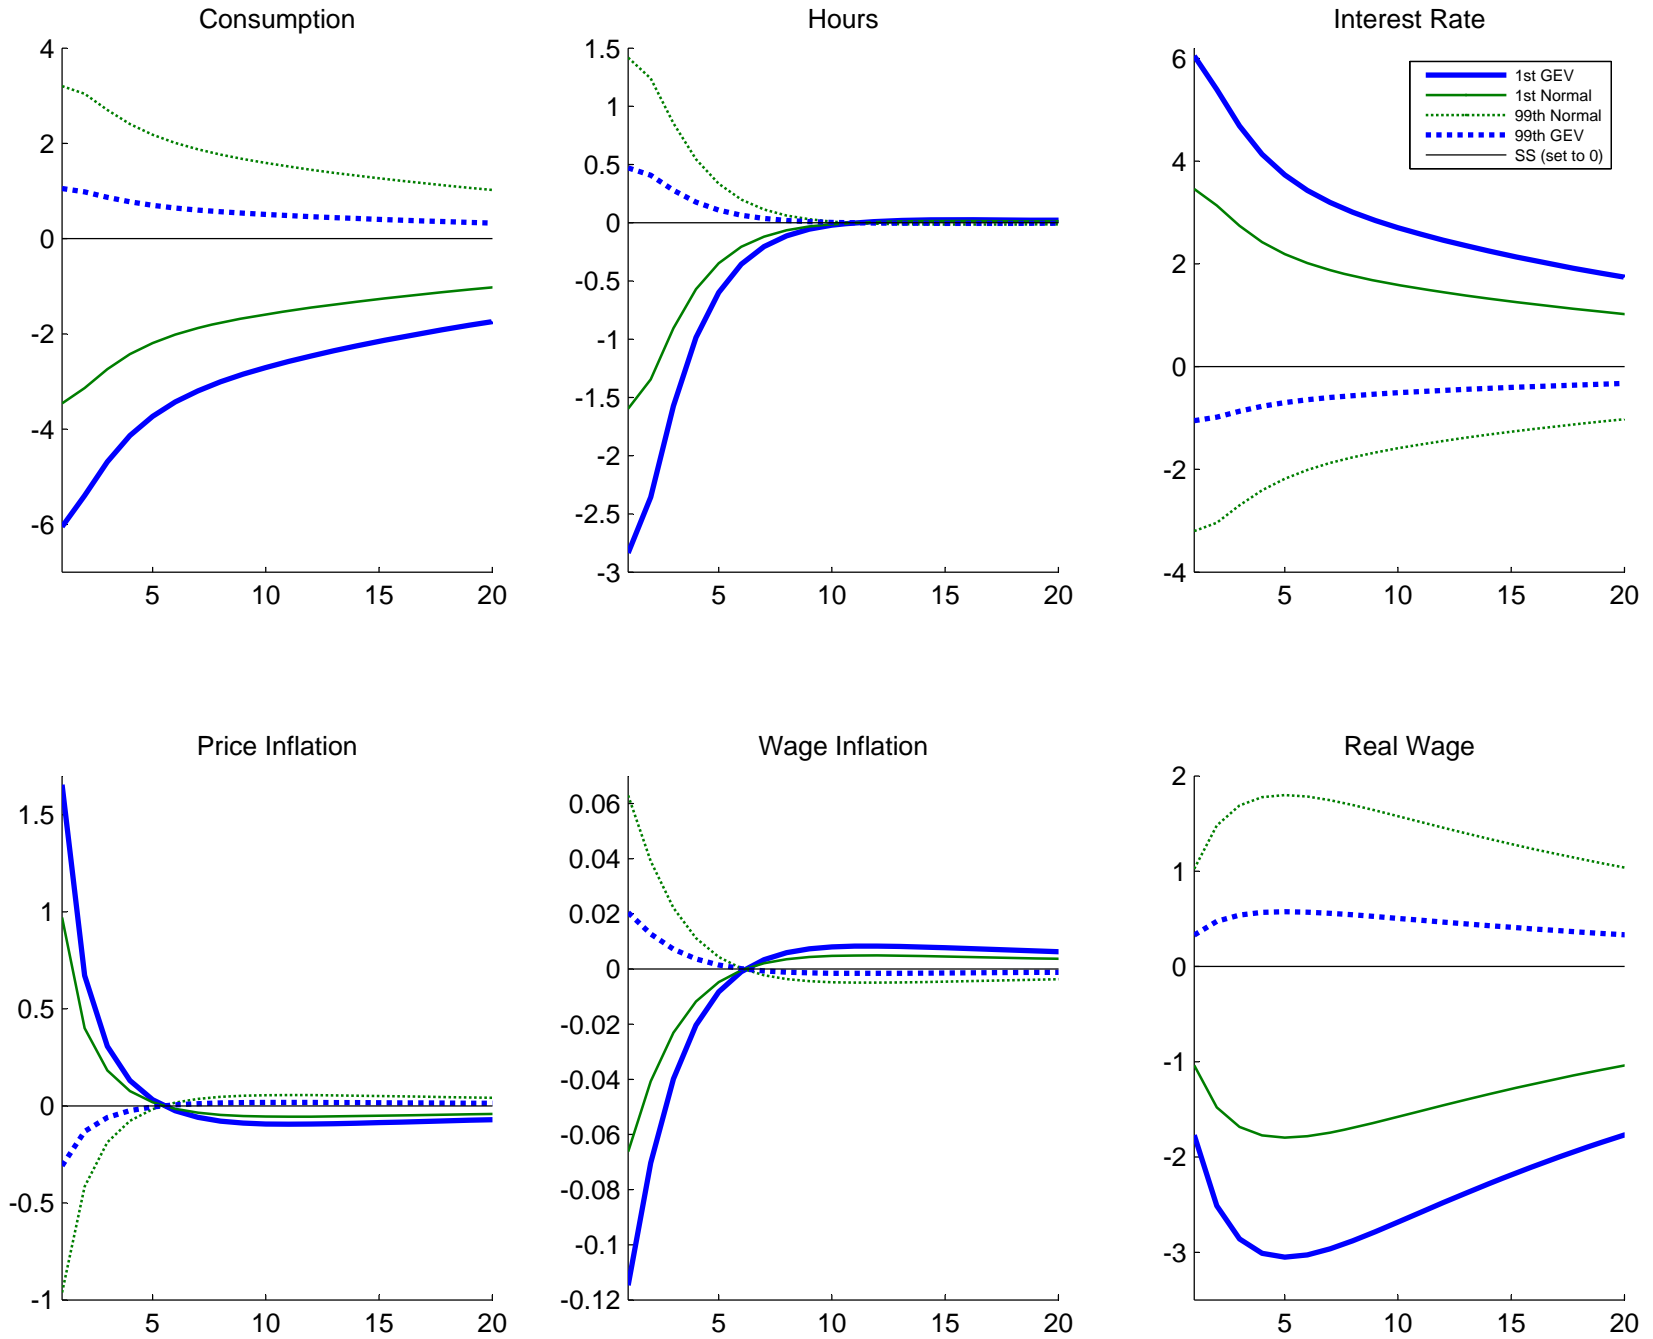 Consumption
4
2
0
-2
-4
-6
5 10 15 20
Hours
1.5
1
0.5
0
-0.5
-1
-1.5
-2
-2.5
-3
5 10 15 20
Interest Rate
6
4
2
0
-2
-4
5 10 15 20
1st GEV
1st Normal
99th Normal
99th GEV
SS (set to 0)
Price Inflation
1.5
1
0.5
0
-0.5
-1
5 10 15 20
Wage Inflation
0.06
0.04
0.02
0
-0.02
-0.04
-0.06
-0.08
-0.1
-0.12
5 10 15 20
Real Wage
2
1
0
-1
-2
-3
5 10 15 20